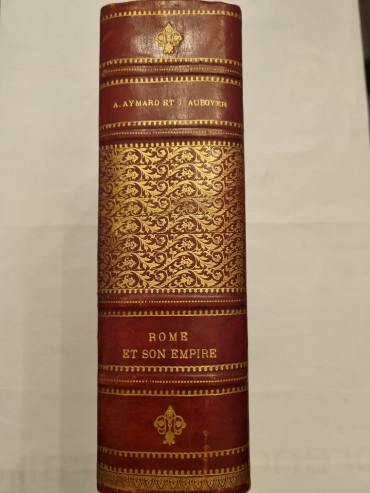 A. AYMARD ET J. AUBOYER
ROME
ET SON EMPIRE